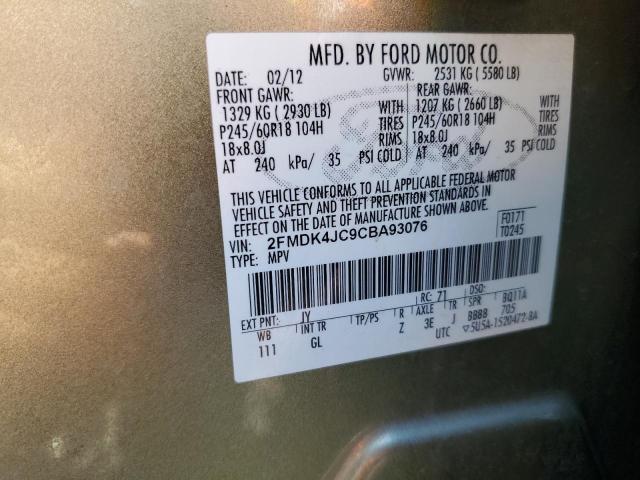 MFD. BY FORD MOTOR CO.
DATE: 02/12 GVWR: 2531 KG ( 5580 LB)
FRONT GAWR: REAR GAWR:
1329 KG ( 2930 LB) WITH 1207 KG ( 2660 LB) WITH
P245/60R18 104H TIRES P245/60R18 104H TIRES
18x8.0J RIMS 18x8.0J RIMS
AT 240 kPa/ 35 PSI COLD AT 240 kPa/ 35 PSI COLD
Ford
THIS VEHICLE CONFORMS TO ALL APPLICABLE FEDERAL MOTOR
VEHICLE SAFETY AND THEFT PREVENTION STANDARDS IN
EFFECT ON THE DATE OF MANUFACTURE SHOWN ABOVE.
VIN: 2FMDK4JC9CBA93076 F0171
TYPE: MPV T0245
EXT PNT: JY RC: 71 DSO: BQ11A
WB INT TR TP/PS R AXLE TR SPR 705
111 GL Z 3E J BBBB
UTC ▽5U5A-1520472-BA